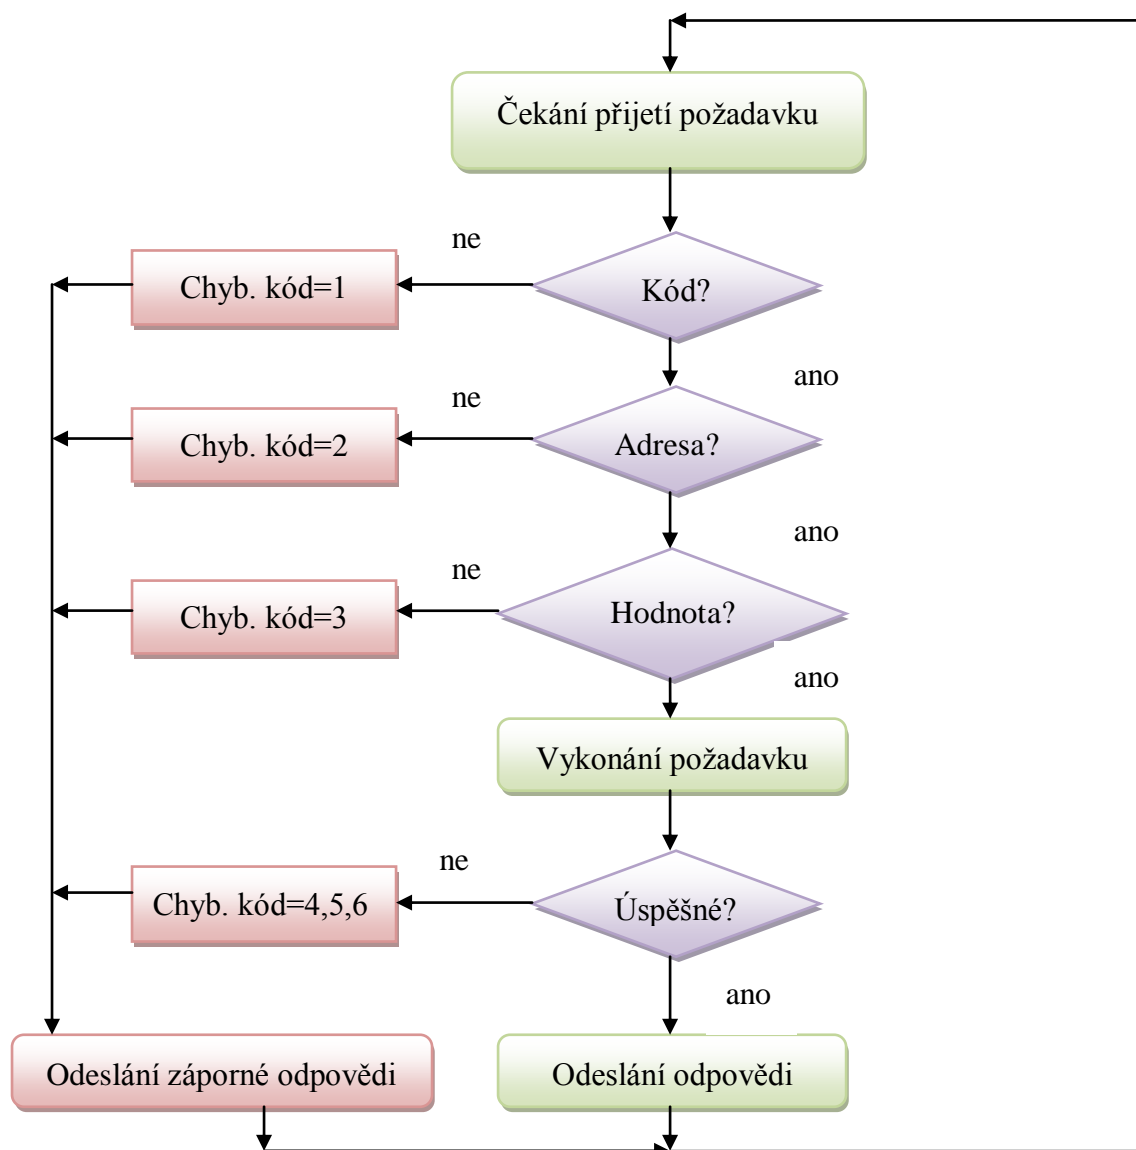 Čekání přijetí požadavku
ne
Chyb. kód=1
Kód?
ano
ne
Chyb. kód=2
Adresa?
ano
ne
Chyb. kód=3
Hodnota?
ano
Vykonání požadavku
ne
Chyb. kód=4,5,6
Úspěšné?
ano
Odeslání záporné odpovědi
Odeslání odpovědi